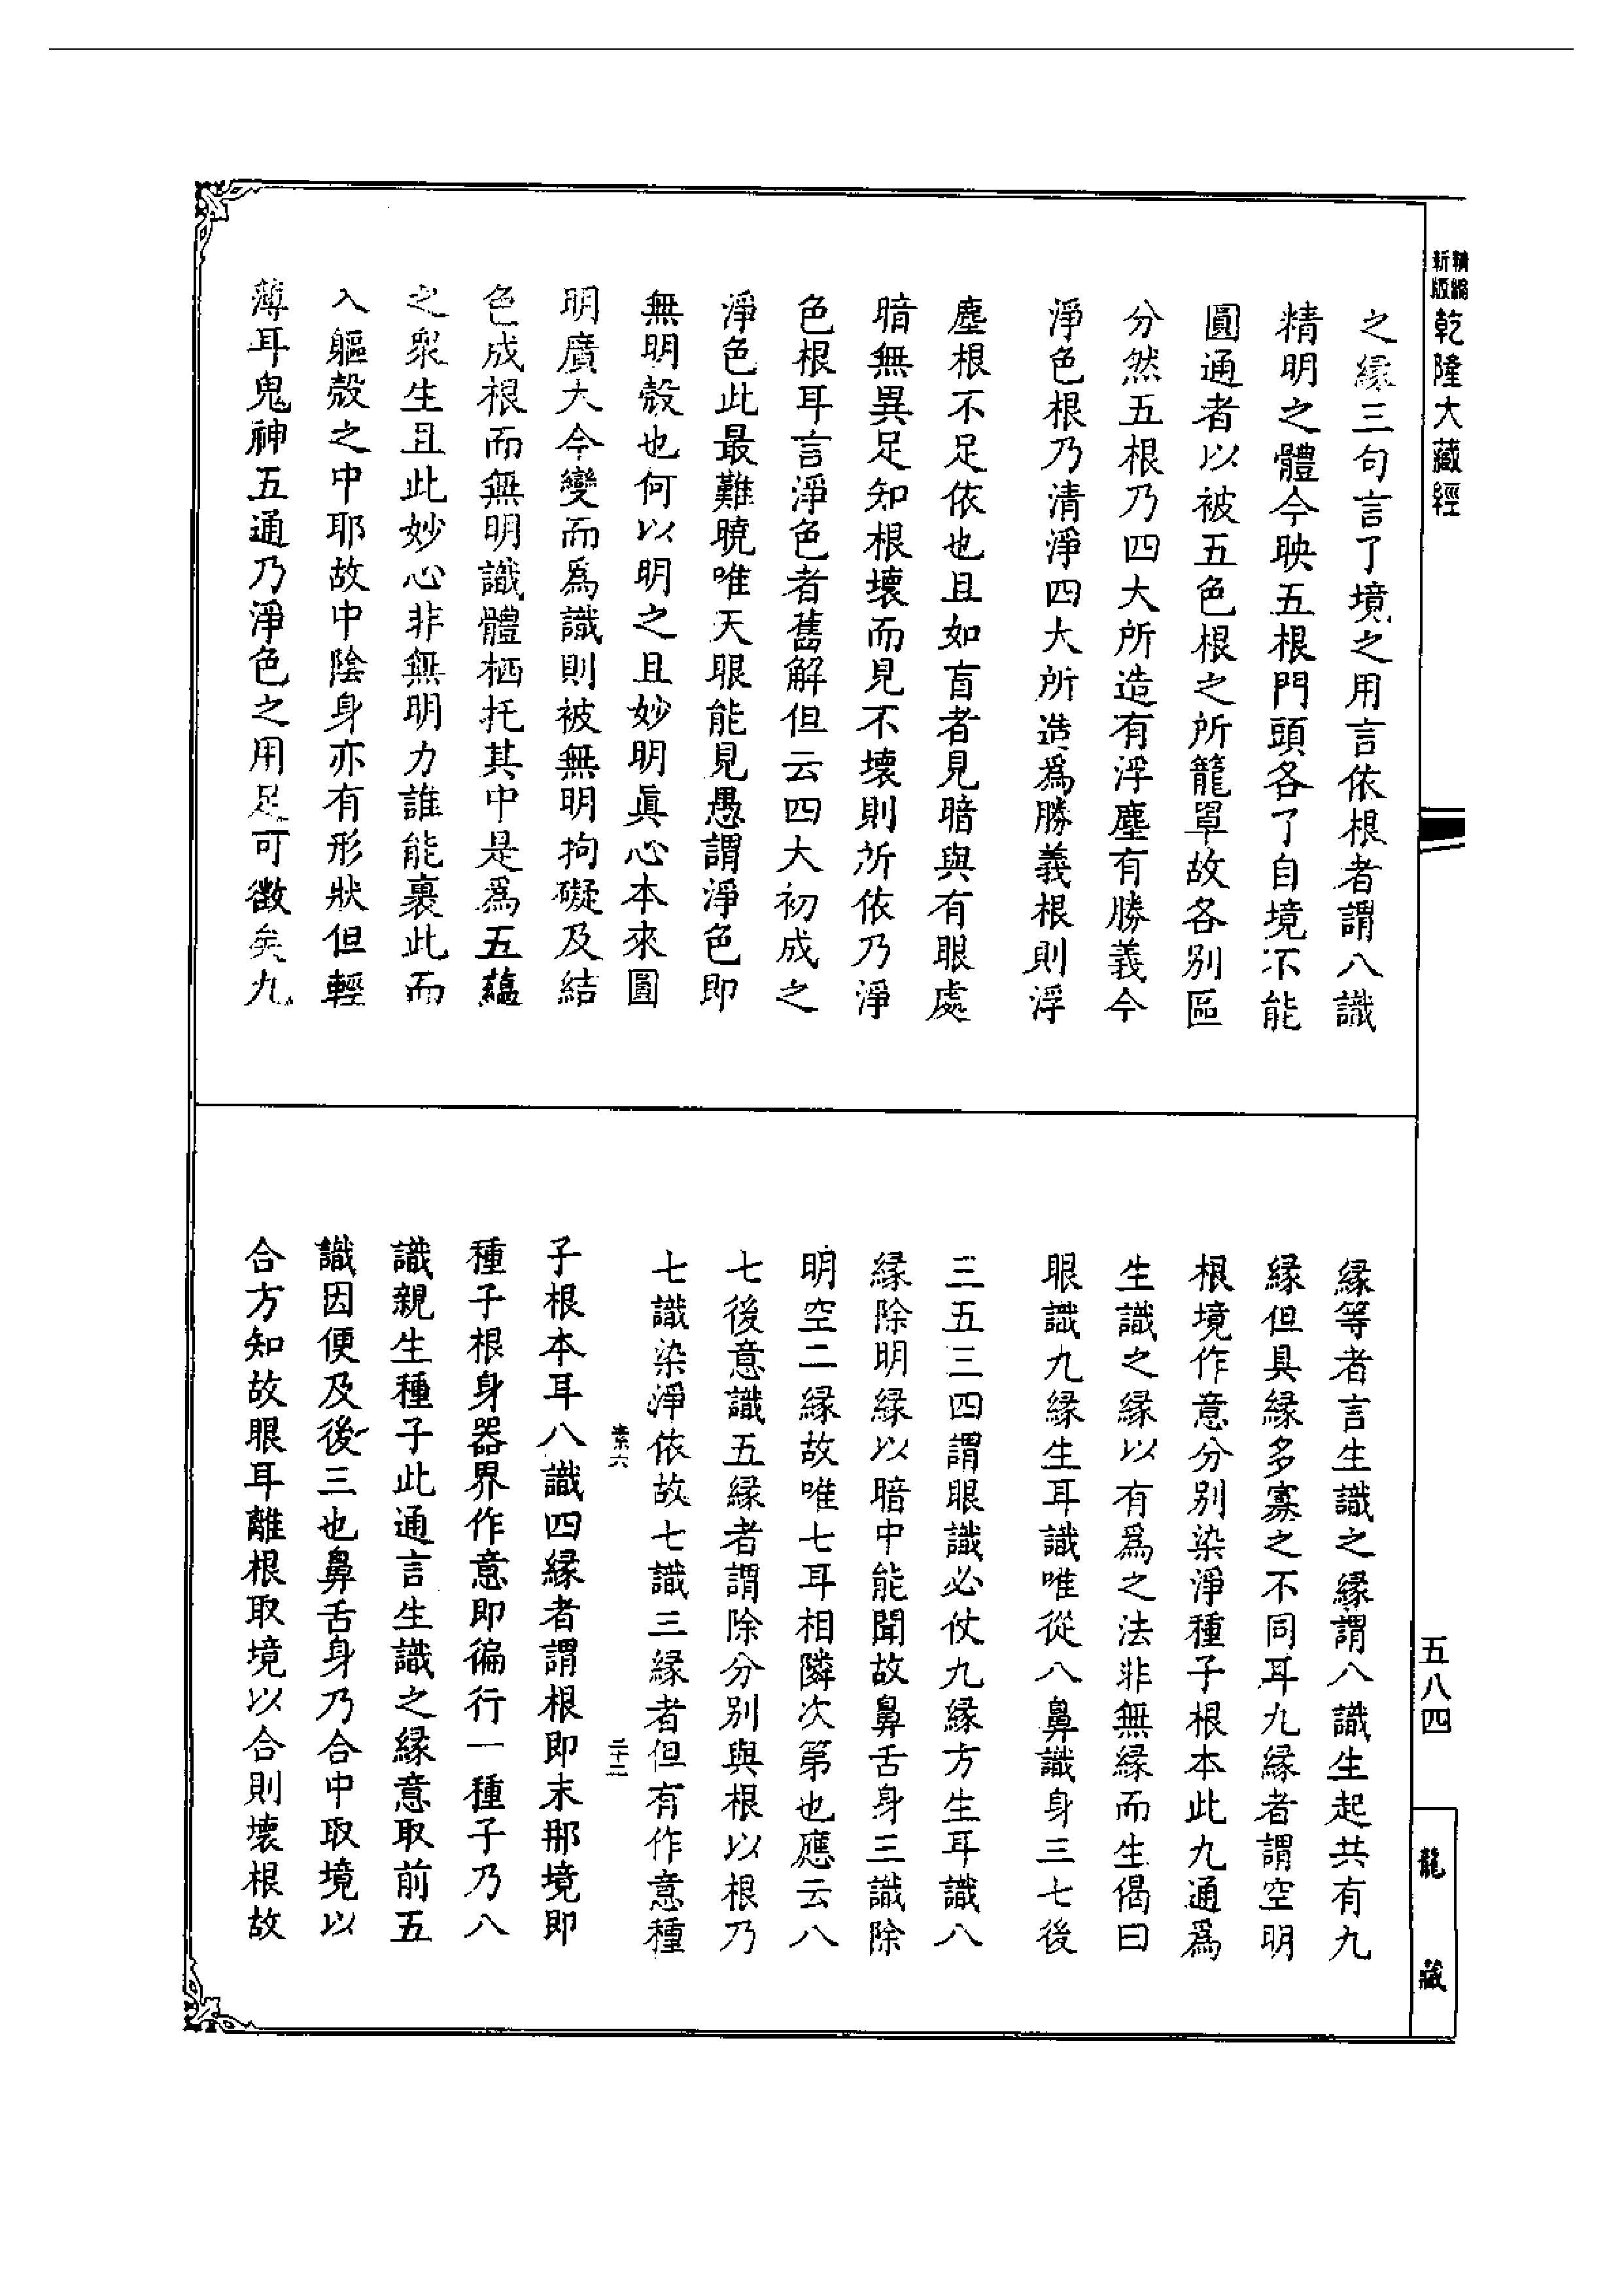 精縮
新版
乾隆大藏經
之緣三句言了境之用言依根者謂八識
精明之體今映五根門頭各了自境不能
圓通者以被五色根之所籠罩故各別區
分然五根乃四大所造有浮塵有勝義今
淨色根乃清淨四大所造爲勝義根則浮
塵根不足依也且如盲者見暗與有眼處
暗無異足知根壞而見不壞則所依乃淨
色根耳言淨色者舊解但云四大初成之
淨色此最難曉唯天眼能見愚謂淨色即
無明殼也何以明之且妙明眞心本來圓
明廣大今變而爲識則被無明拘礙及結
色成根而無明識體栖托其中是爲五蘊
之衆生且此妙心非無明力誰能裹此而
入軀殼之中耶故中陰身亦有形狀但輕
薄耳鬼神五通乃淨色之用足可徵矣九
緣等者言生識之緣謂八識生起共有九
緣但具緣多寡之不同耳九緣者謂空明
根境作意分別染淨種子根本此九通爲
生識之緣以有爲之法非無緣而生偈曰
眼識九緣生耳識唯從八鼻識身三七後
三五三四謂眼識必仗九緣方生耳識八
緣除明緣以暗中能聞故鼻舌身三識除
明空二緣故唯七耳相隣次第也應云八
七後意識五緣者謂除分別與根以根乃
七識染淨依故七識三緣者但有作意種
素六
二十三
子根本耳八識四緣者謂根即末那境即
種子根身器界作意即徧行一種子乃八
識親生種子此通言生識之緣意取前五
識因便及後三也鼻舌身乃合中取境以
合方知故眼耳離根取境以合則壞根故
五八四
龍藏